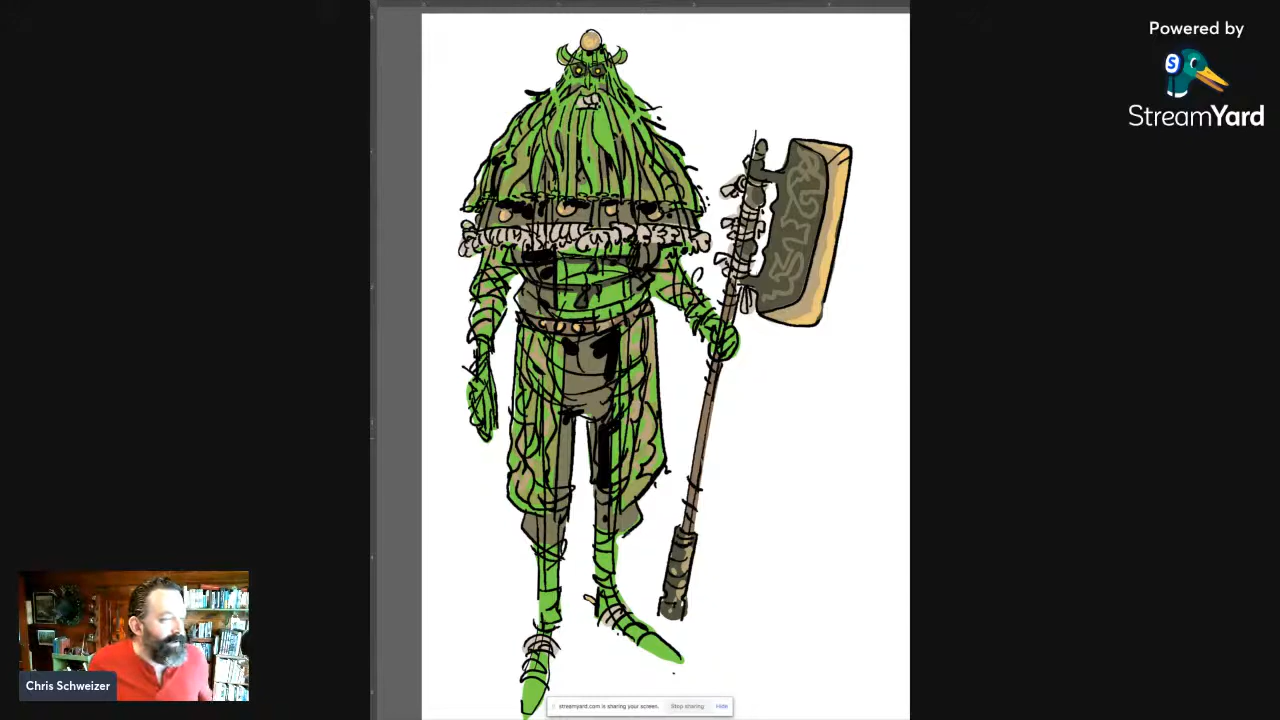 Powered by
S
StreamYard
Chris Schweizer
streamyard.com is sharing your screen.
Stop sharing
Hide